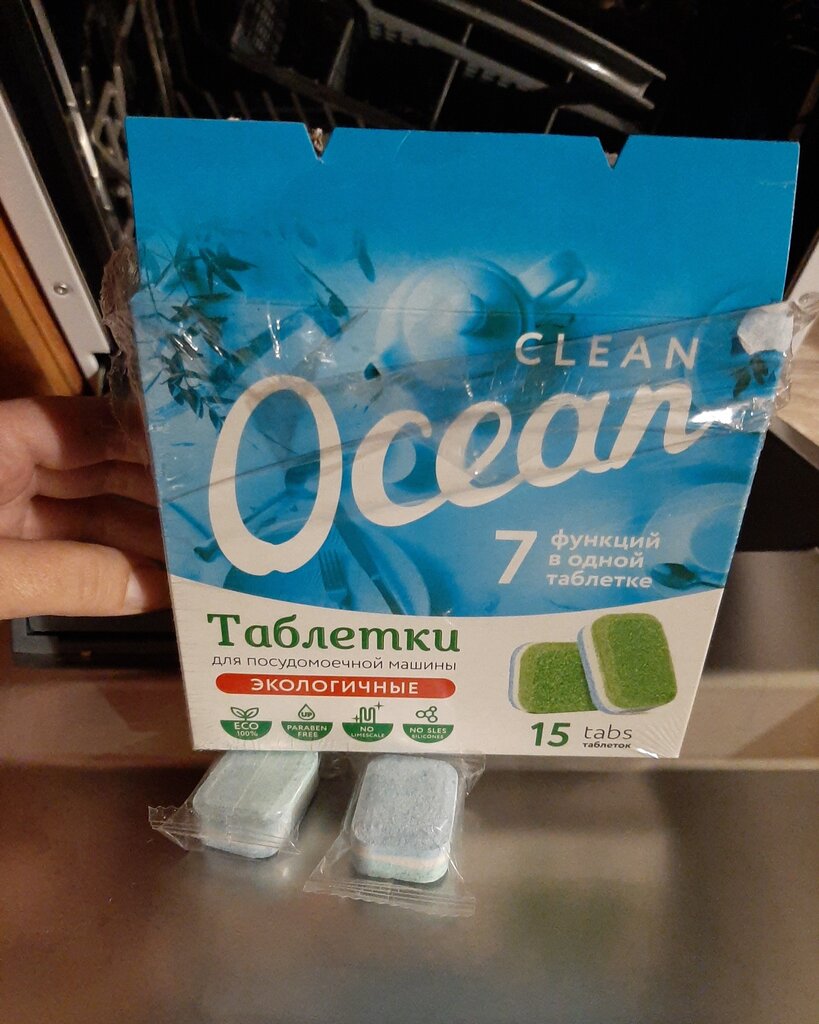 CLEAN
Ocean
7 функций
в одной
таблетке
Таблетки
для посудомоечной машины
ЭКОЛОГИЧНЫЕ
ECO
100%
UP
PARABEN
FREE
NO
LIMESCALE
NO SLES
SILICONES
15 tabs
таблеток